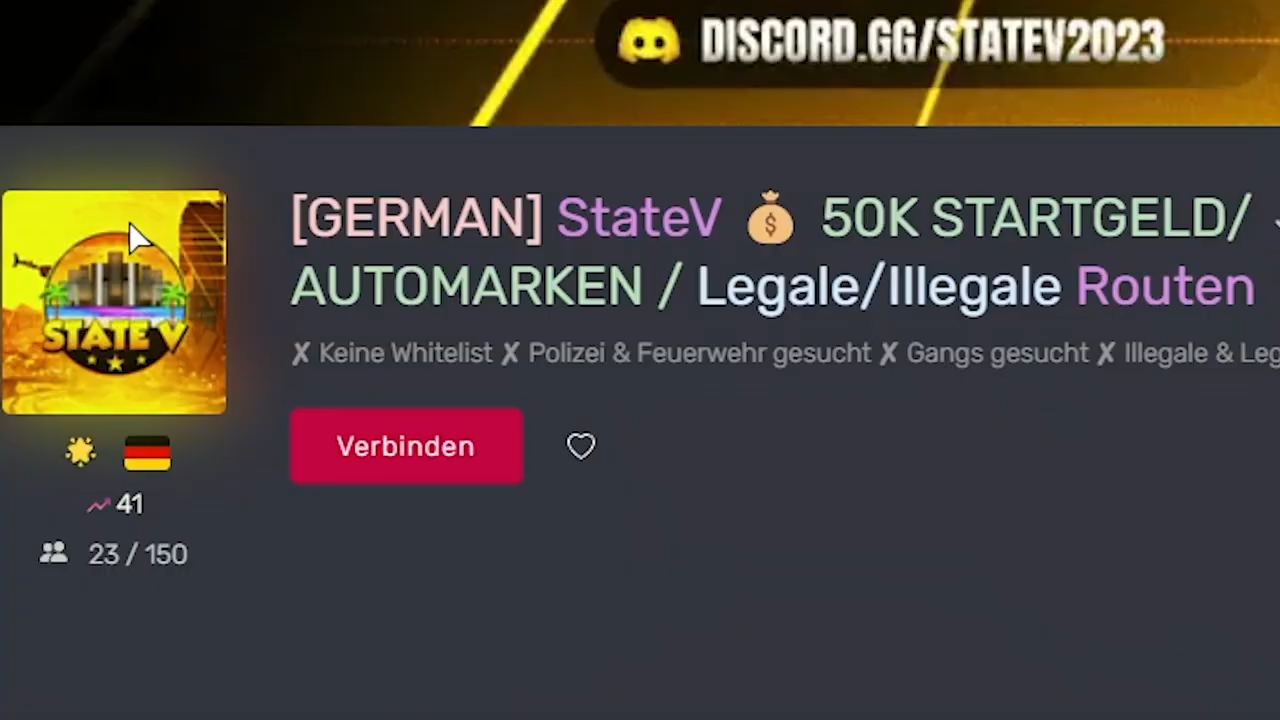 DISCORD.GG/STATEV2023
[GERMAN] StateV 💰 50K STARTGELD/
AUTOMARKEN / Legale/Illegale Routen
✘ Keine Whitelist ✘ Polizei & Feuerwehr gesucht ✘ Gangs gesucht ✘ Illegale & Leg
STATE V
Verbinden
41
23 / 150